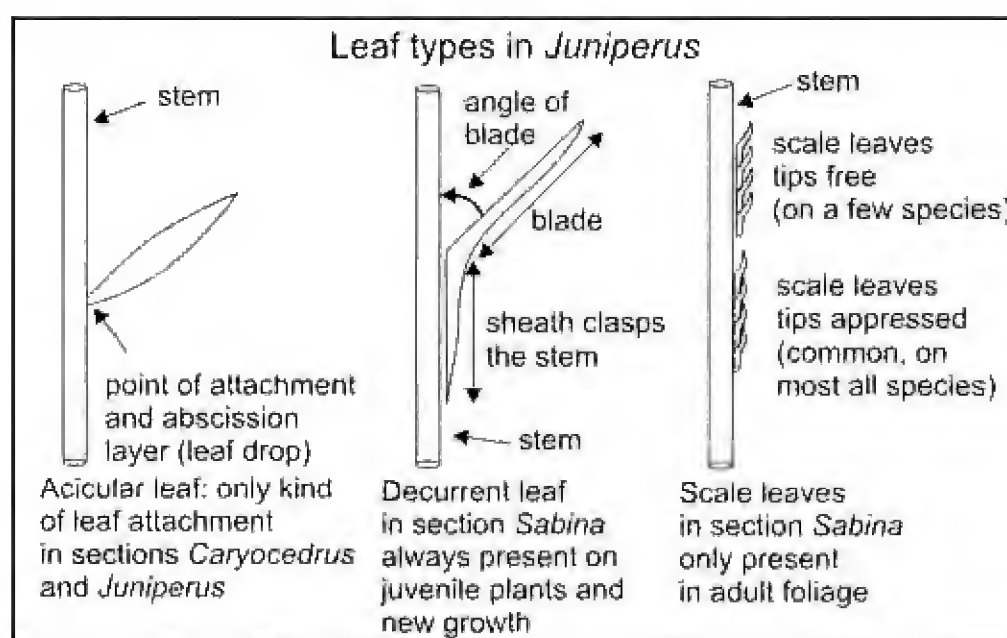 Leaf types in Juniperus
stem
point of attachment
and abscission
layer (leaf drop)
Acicular leaf: only kind
of leaf attachment
in sections Caryocedrus
and Juniperus
angle of
blade
blade
sheath clasps
the stem
stem
Decurrent leaf
in section Sabina
always present on
juvenile plants and
new growth
stem
scale leaves
tips free
(on a few species)
scale leaves
tips appressed
(common, on
most all species)
Scale leaves
in section Sabina
only present
in adult foliage